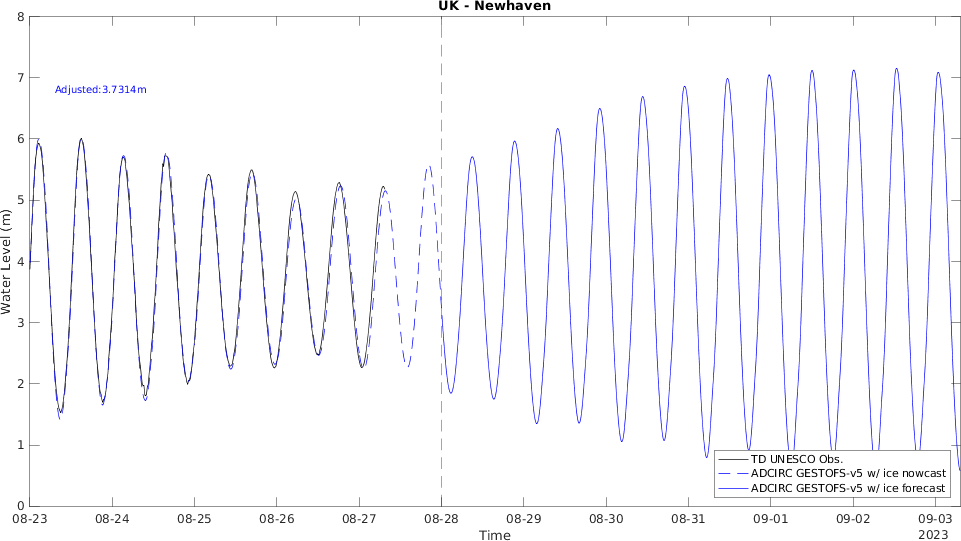 UK - Newhaven
8
7
6
5
4
3
2
1
0
Water Level (m)
Adjusted:3.7314m
TD UNESCO Obs.
ADCIRC GESTOFS-v5 w/ ice nowcast
ADCIRC GESTOFS-v5 w/ ice forecast
08-23 08-24 08-25 08-26 08-27 08-28 08-29 08-30 08-31 09-01 09-02 09-03
Time
2023